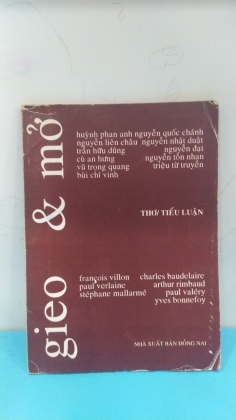 gieo & mở
huỳnh phan anh nguyễn quốc chánh
nguyễn liên châu nguyễn nhật duật
trần hữu dũng nguyễn đạt
cù an hưng nguyễn tôn nhan
vũ trọng quang triệu từ truyền
bùi chí vinh
THƠ/ TIỂU LUẬN
françois villon charles baudelaire
paul verlaine arthur rimbaud
stéphane mallarmé paul valéry
yves bonnefoy
NHÀ XUẤT BẢN ĐỒNG NAI